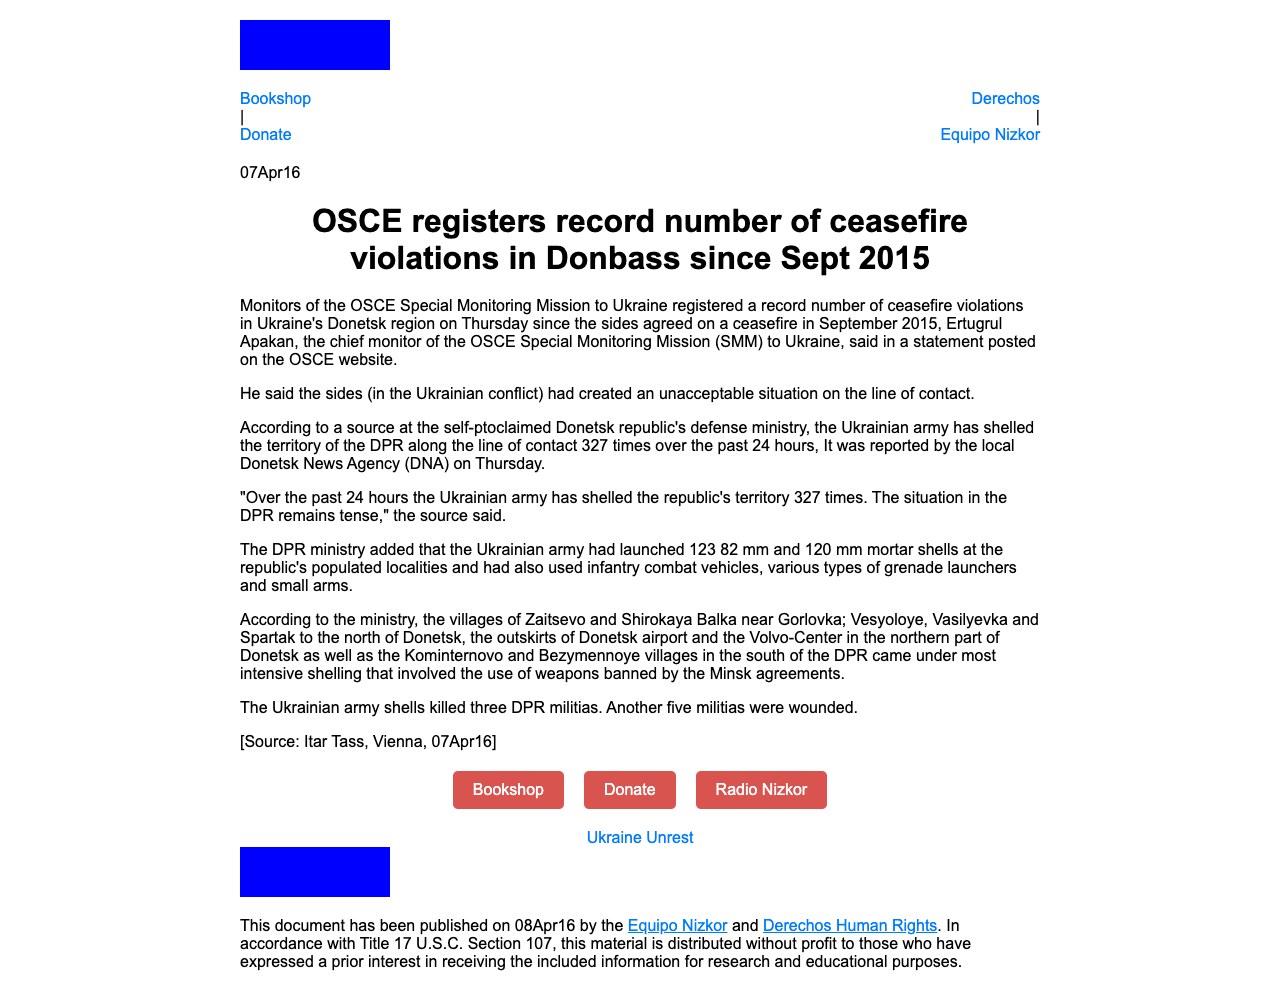 Bookshop
|
Donate
Derechos
|
Equipo Nizkor
07Apr16
OSCE registers record number of ceasefire
violations in Donbass since Sept 2015
Monitors of the OSCE Special Monitoring Mission to Ukraine registered a record number of ceasefire violations
in Ukraine's Donetsk region on Thursday since the sides agreed on a ceasefire in September 2015, Ertugrul
Apakan, the chief monitor of the OSCE Special Monitoring Mission (SMM) to Ukraine, said in a statement posted
on the OSCE website.
He said the sides (in the Ukrainian conflict) had created an unacceptable situation on the line of contact.
According to a source at the self-ptoclaimed Donetsk republic's defense ministry, the Ukrainian army has shelled
the territory of the DPR along the line of contact 327 times over the past 24 hours, It was reported by the local
Donetsk News Agency (DNA) on Thursday.
"Over the past 24 hours the Ukrainian army has shelled the republic's territory 327 times. The situation in the
DPR remains tense," the source said.
The DPR ministry added that the Ukrainian army had launched 123 82 mm and 120 mm mortar shells at the
republic's populated localities and had also used infantry combat vehicles, various types of grenade launchers
and small arms.
According to the ministry, the villages of Zaitsevo and Shirokaya Balka near Gorlovka; Vesyoloye, Vasilyevka and
Spartak to the north of Donetsk, the outskirts of Donetsk airport and the Volvo-Center in the northern part of
Donetsk as well as the Kominternovo and Bezymennoye villages in the south of the DPR came under most
intensive shelling that involved the use of weapons banned by the Minsk agreements.
The Ukrainian army shells killed three DPR militias. Another five militias were wounded.
[Source: Itar Tass, Vienna, 07Apr16]
Bookshop Donate Radio Nizkor
Ukraine Unrest
This document has been published on 08Apr16 by the Equipo Nizkor and Derechos Human Rights. In
accordance with Title 17 U.S.C. Section 107, this material is distributed without profit to those who have
expressed a prior interest in receiving the included information for research and educational purposes.